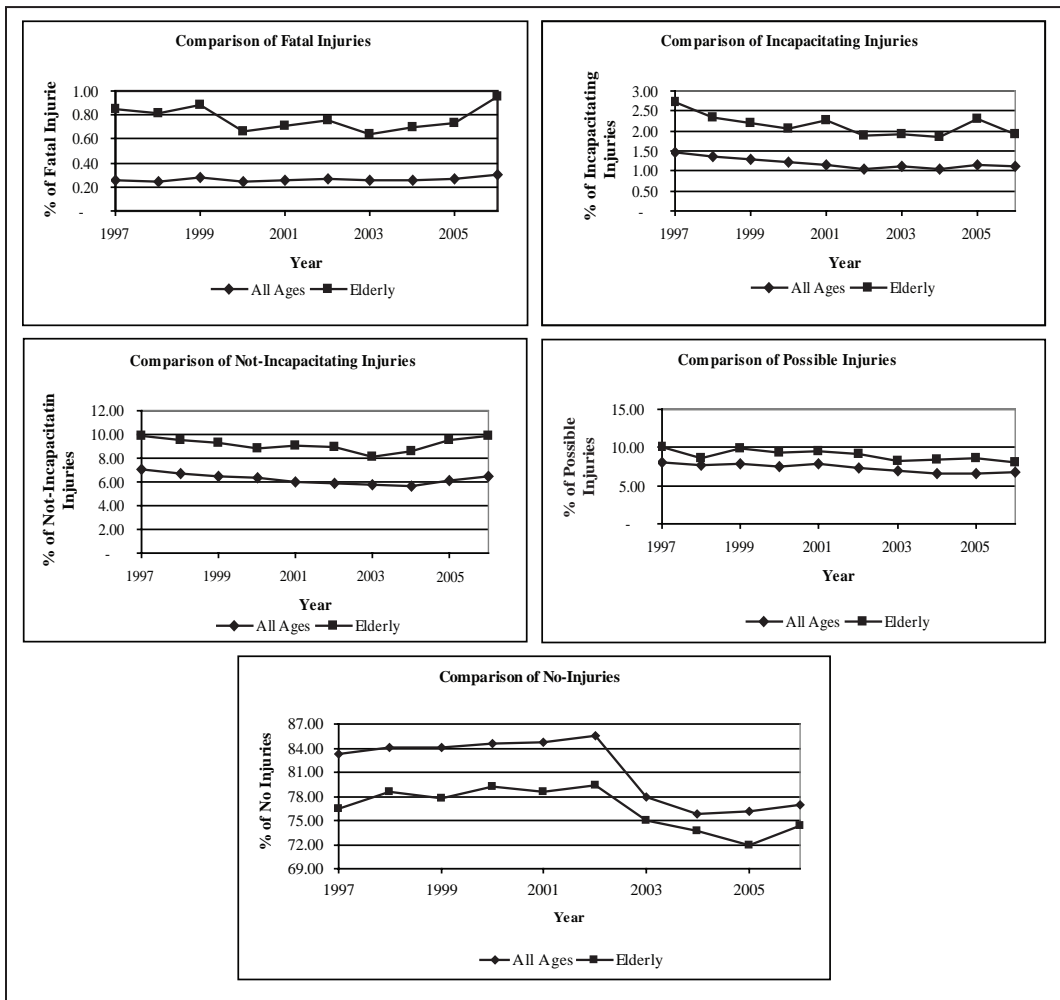 Comparison of Fatal Injuries
% of Fatal Injurie
1.00
0.80
0.60
0.40
0.20
-
1997 1999 2001 2003 2005
Year
All Ages Elderly
Comparison of Incapacitating Injuries
% of Incapacitating
Injuries
3.00
2.50
2.00
1.50
1.00
0.50
-
1997 1999 2001 2003 2005
Year
All Ages Elderly
Comparison of Not-Incapacitating Injuries
% of Not-Incapacitatin
Injuries
12.00
10.00
8.00
6.00
4.00
2.00
-
1997 1999 2001 2003 2005
Year
All Ages Elderly
Comparison of Possible Injuries
% of Possible
Injuries
15.00
10.00
5.00
-
1997 1999 2001 2003 2005
Year
All Ages Elderly
Comparison of No-Injuries
% of No Injuries
87.00
84.00
81.00
78.00
75.00
72.00
69.00
1997 1999 2001 2003 2005
Year
All Ages Elderly